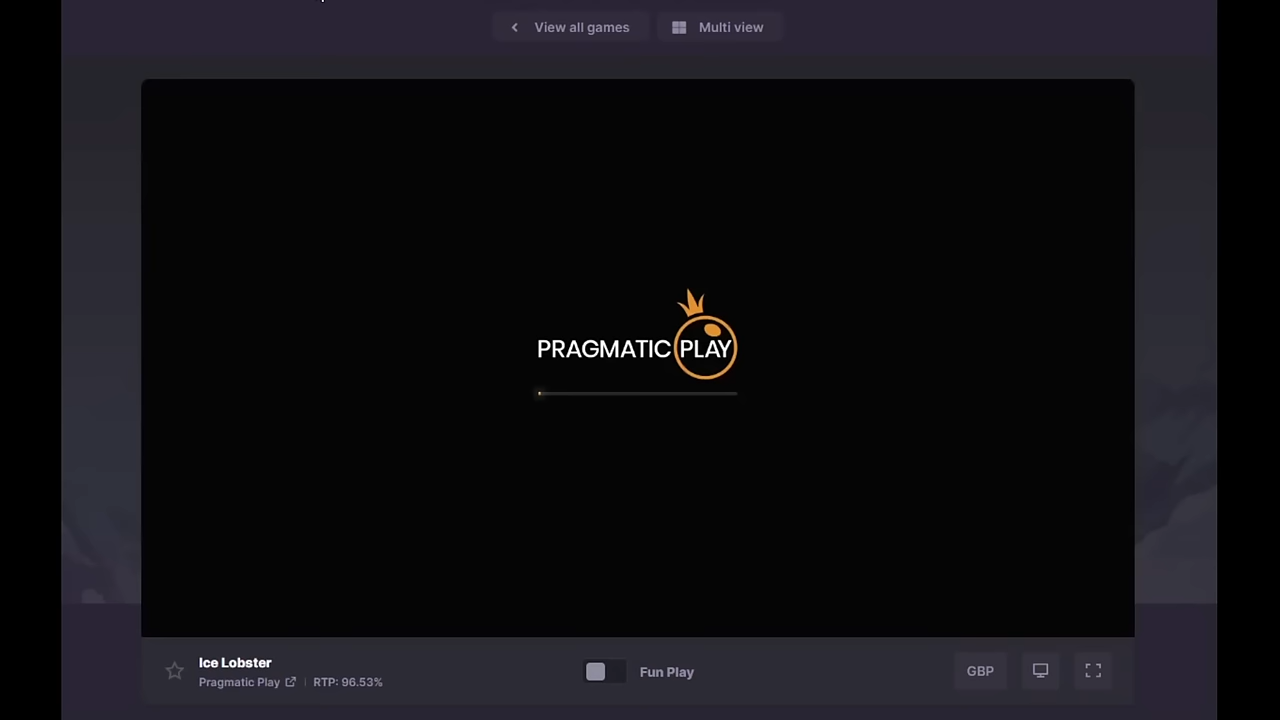 View all games
Multi view
PRAGMATIC PLAY
Ice Lobster
Pragmatic Play
RTP: 96.53%
Fun Play
GBP